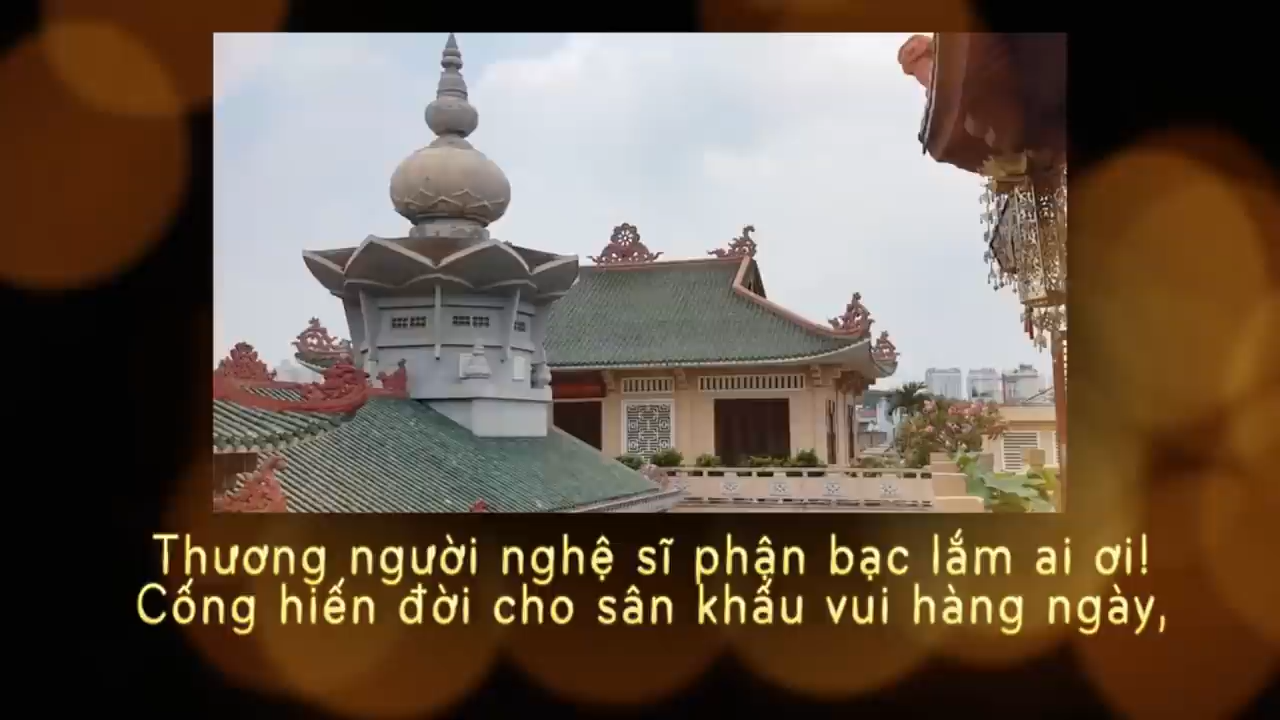 Thương người nghệ sĩ phận bạc lắm ai ơi!
Cống hiến đời cho sân khấu vui hàng ngày,